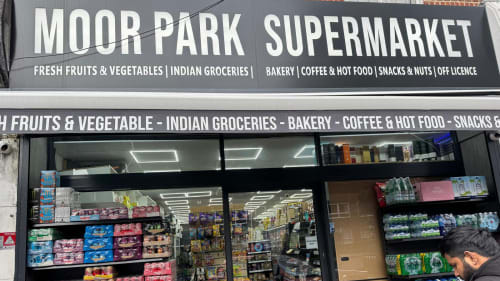 MOOR PARK SUPERMARKET
FRESH FRUITS & VEGETABLES | INDIAN GROCERIES | BAKERY | COFFEE & HOT FOOD | SNACKS & NUTS | OFF LICENCE
H FRUITS & VEGETABLE - INDIAN GROCERIES - BAKERY - COFFEE & HOT FOOD - SNACKS &